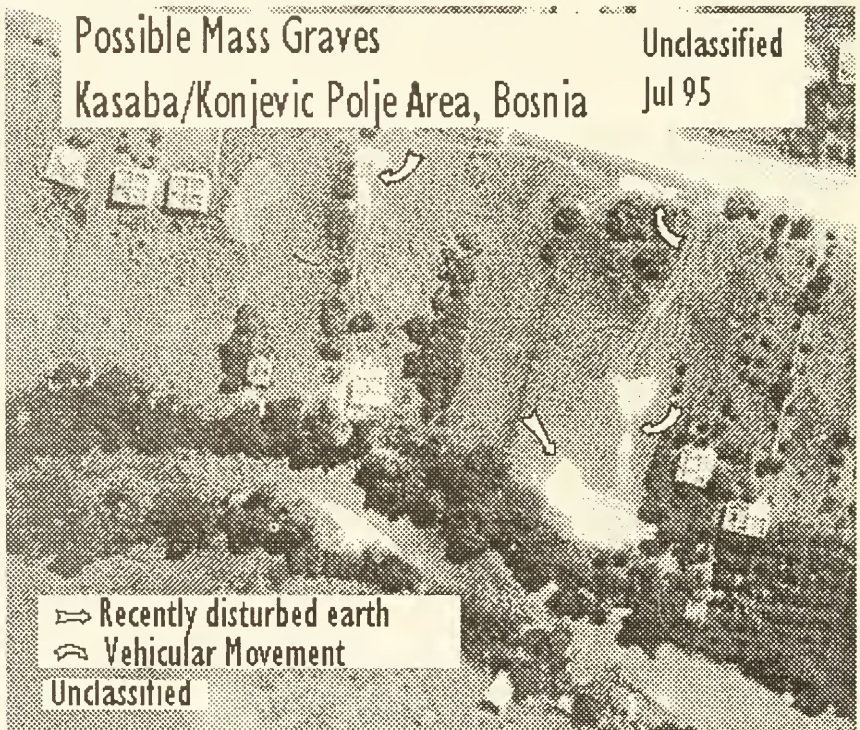 Possible Mass Graves
Kasaba/Konjevic Polje Area, Bosnia
Unclassified
Jul 95
Recently disturbed earth
Vehicular Movement
Unclassified